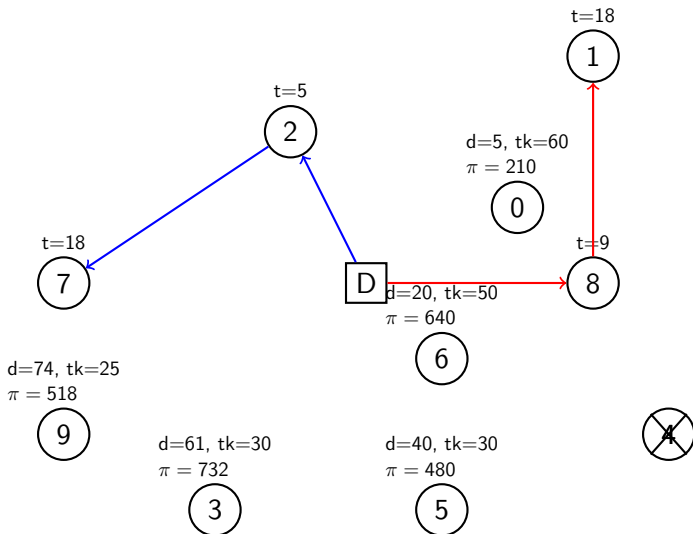 t=18
1
t=5
2
d=5, tk=60
π = 210
0
t=18
7
D
t=9
8
d=20, tk=50
π = 640
6
d=74, tk=25
π = 518
9
4
d=61, tk=30
π = 732
3
d=40, tk=30
π = 480
5